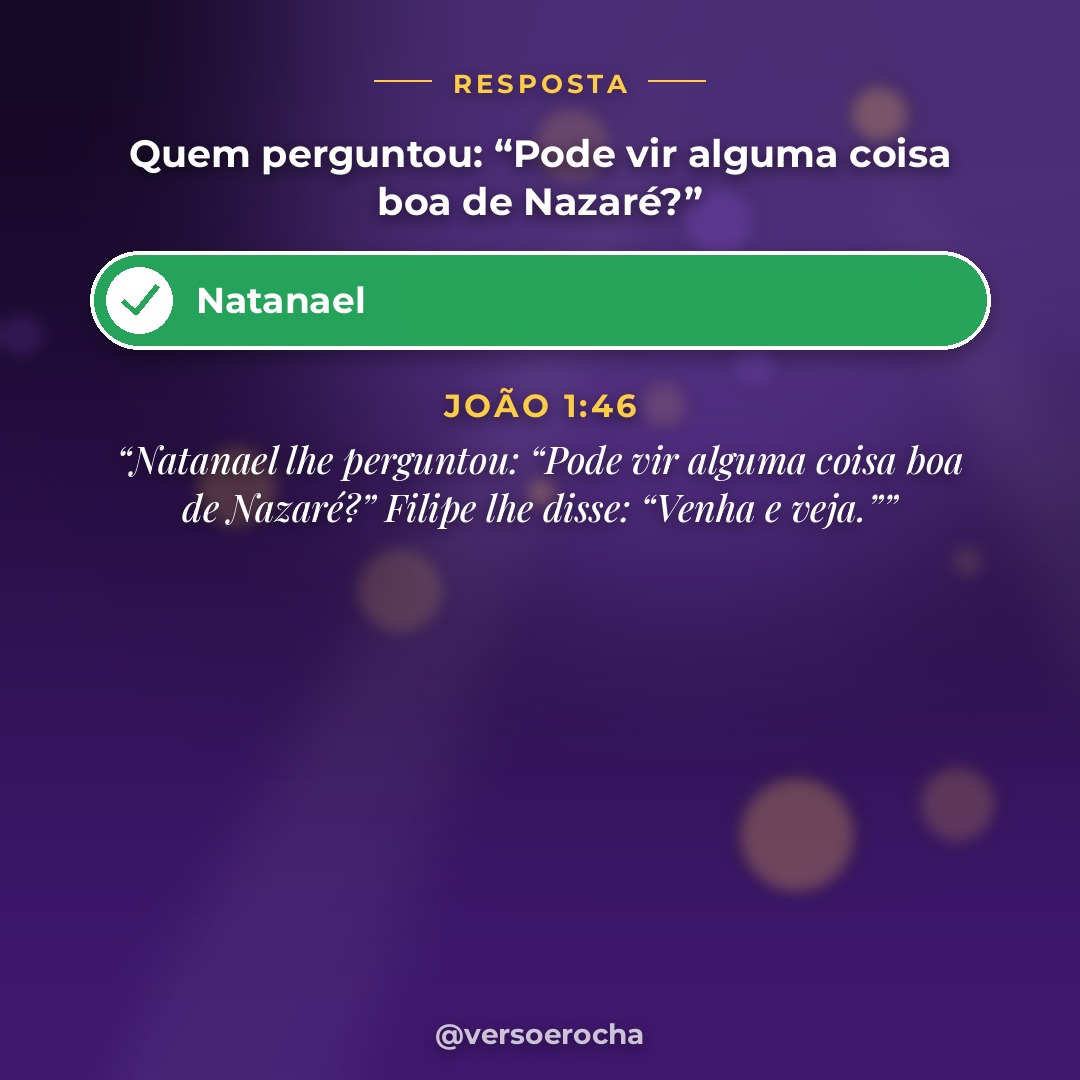 RESPOSTA
Quem perguntou: “Pode vir alguma coisa
boa de Nazaré?”
Natanael
JOÃO 1:46
“Natanael lhe perguntou: “Pode vir alguma coisa boa
de Nazaré?” Filipe lhe disse: “Venha e veja.””
@versoerocha